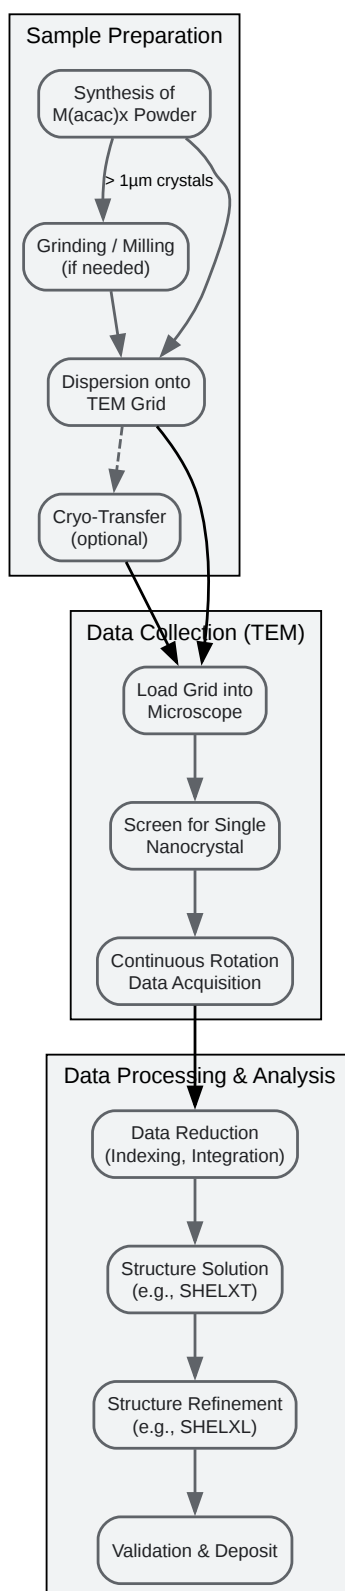 Sample Preparation
Synthesis of
M(acac)x Powder
> 1µm crystals
Grinding / Milling
(if needed)
Dispersion onto
TEM Grid
Cryo-Transfer
(optional)
Data Collection (TEM)
Load Grid into
Microscope
Screen for Single
Nanocrystal
Continuous Rotation
Data Acquisition
Data Processing & Analysis
Data Reduction
(Indexing, Integration)
Structure Solution
(e.g., SHELXT)
Structure Refinement
(e.g., SHELXL)
Validation & Deposit